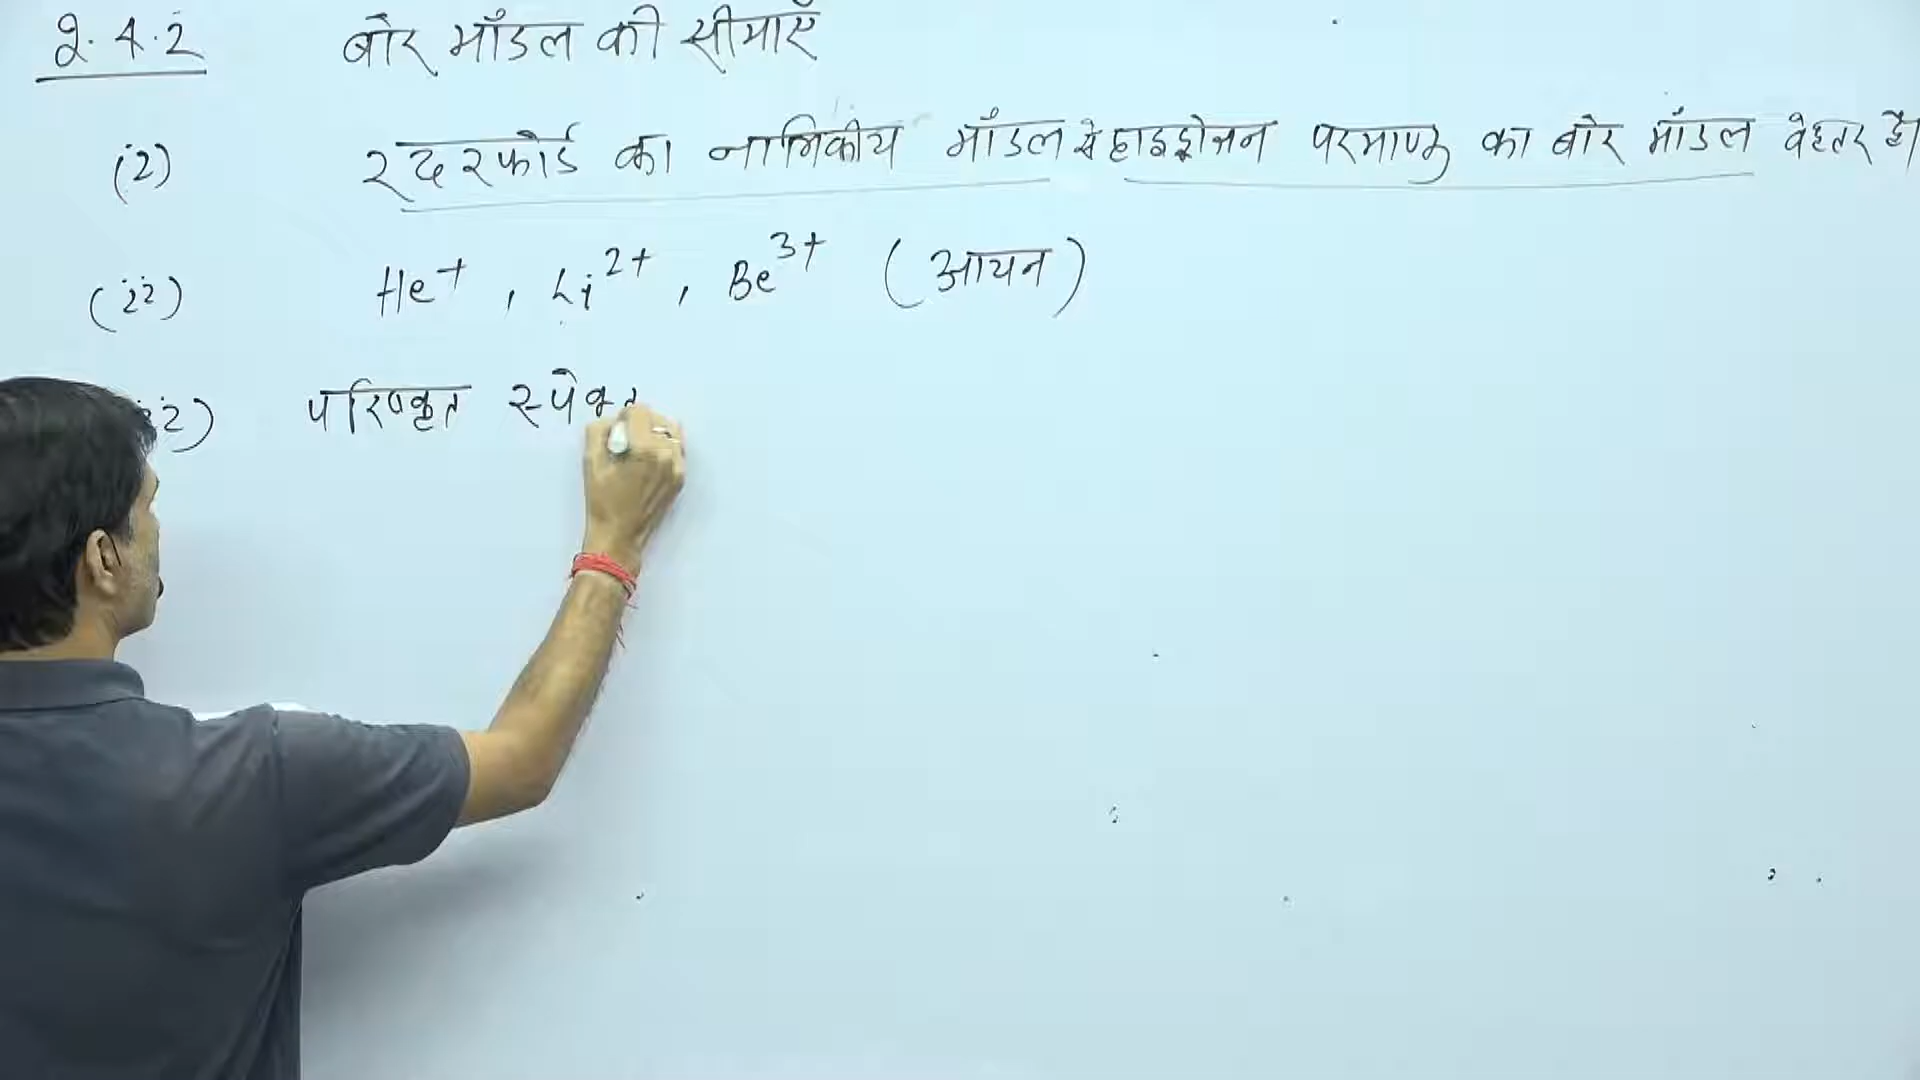 2.4.2 बोर मॉडल की सीमाएँ
(i) रदरफोर्ड का नाभिकीय मॉडल से हाइड्रोजन परमाणु का बोर मॉडल बेहतर है।
(ii) He⁺, Li²⁺, Be³⁺ (आयन)
परिष्कृत स्पेक्ट